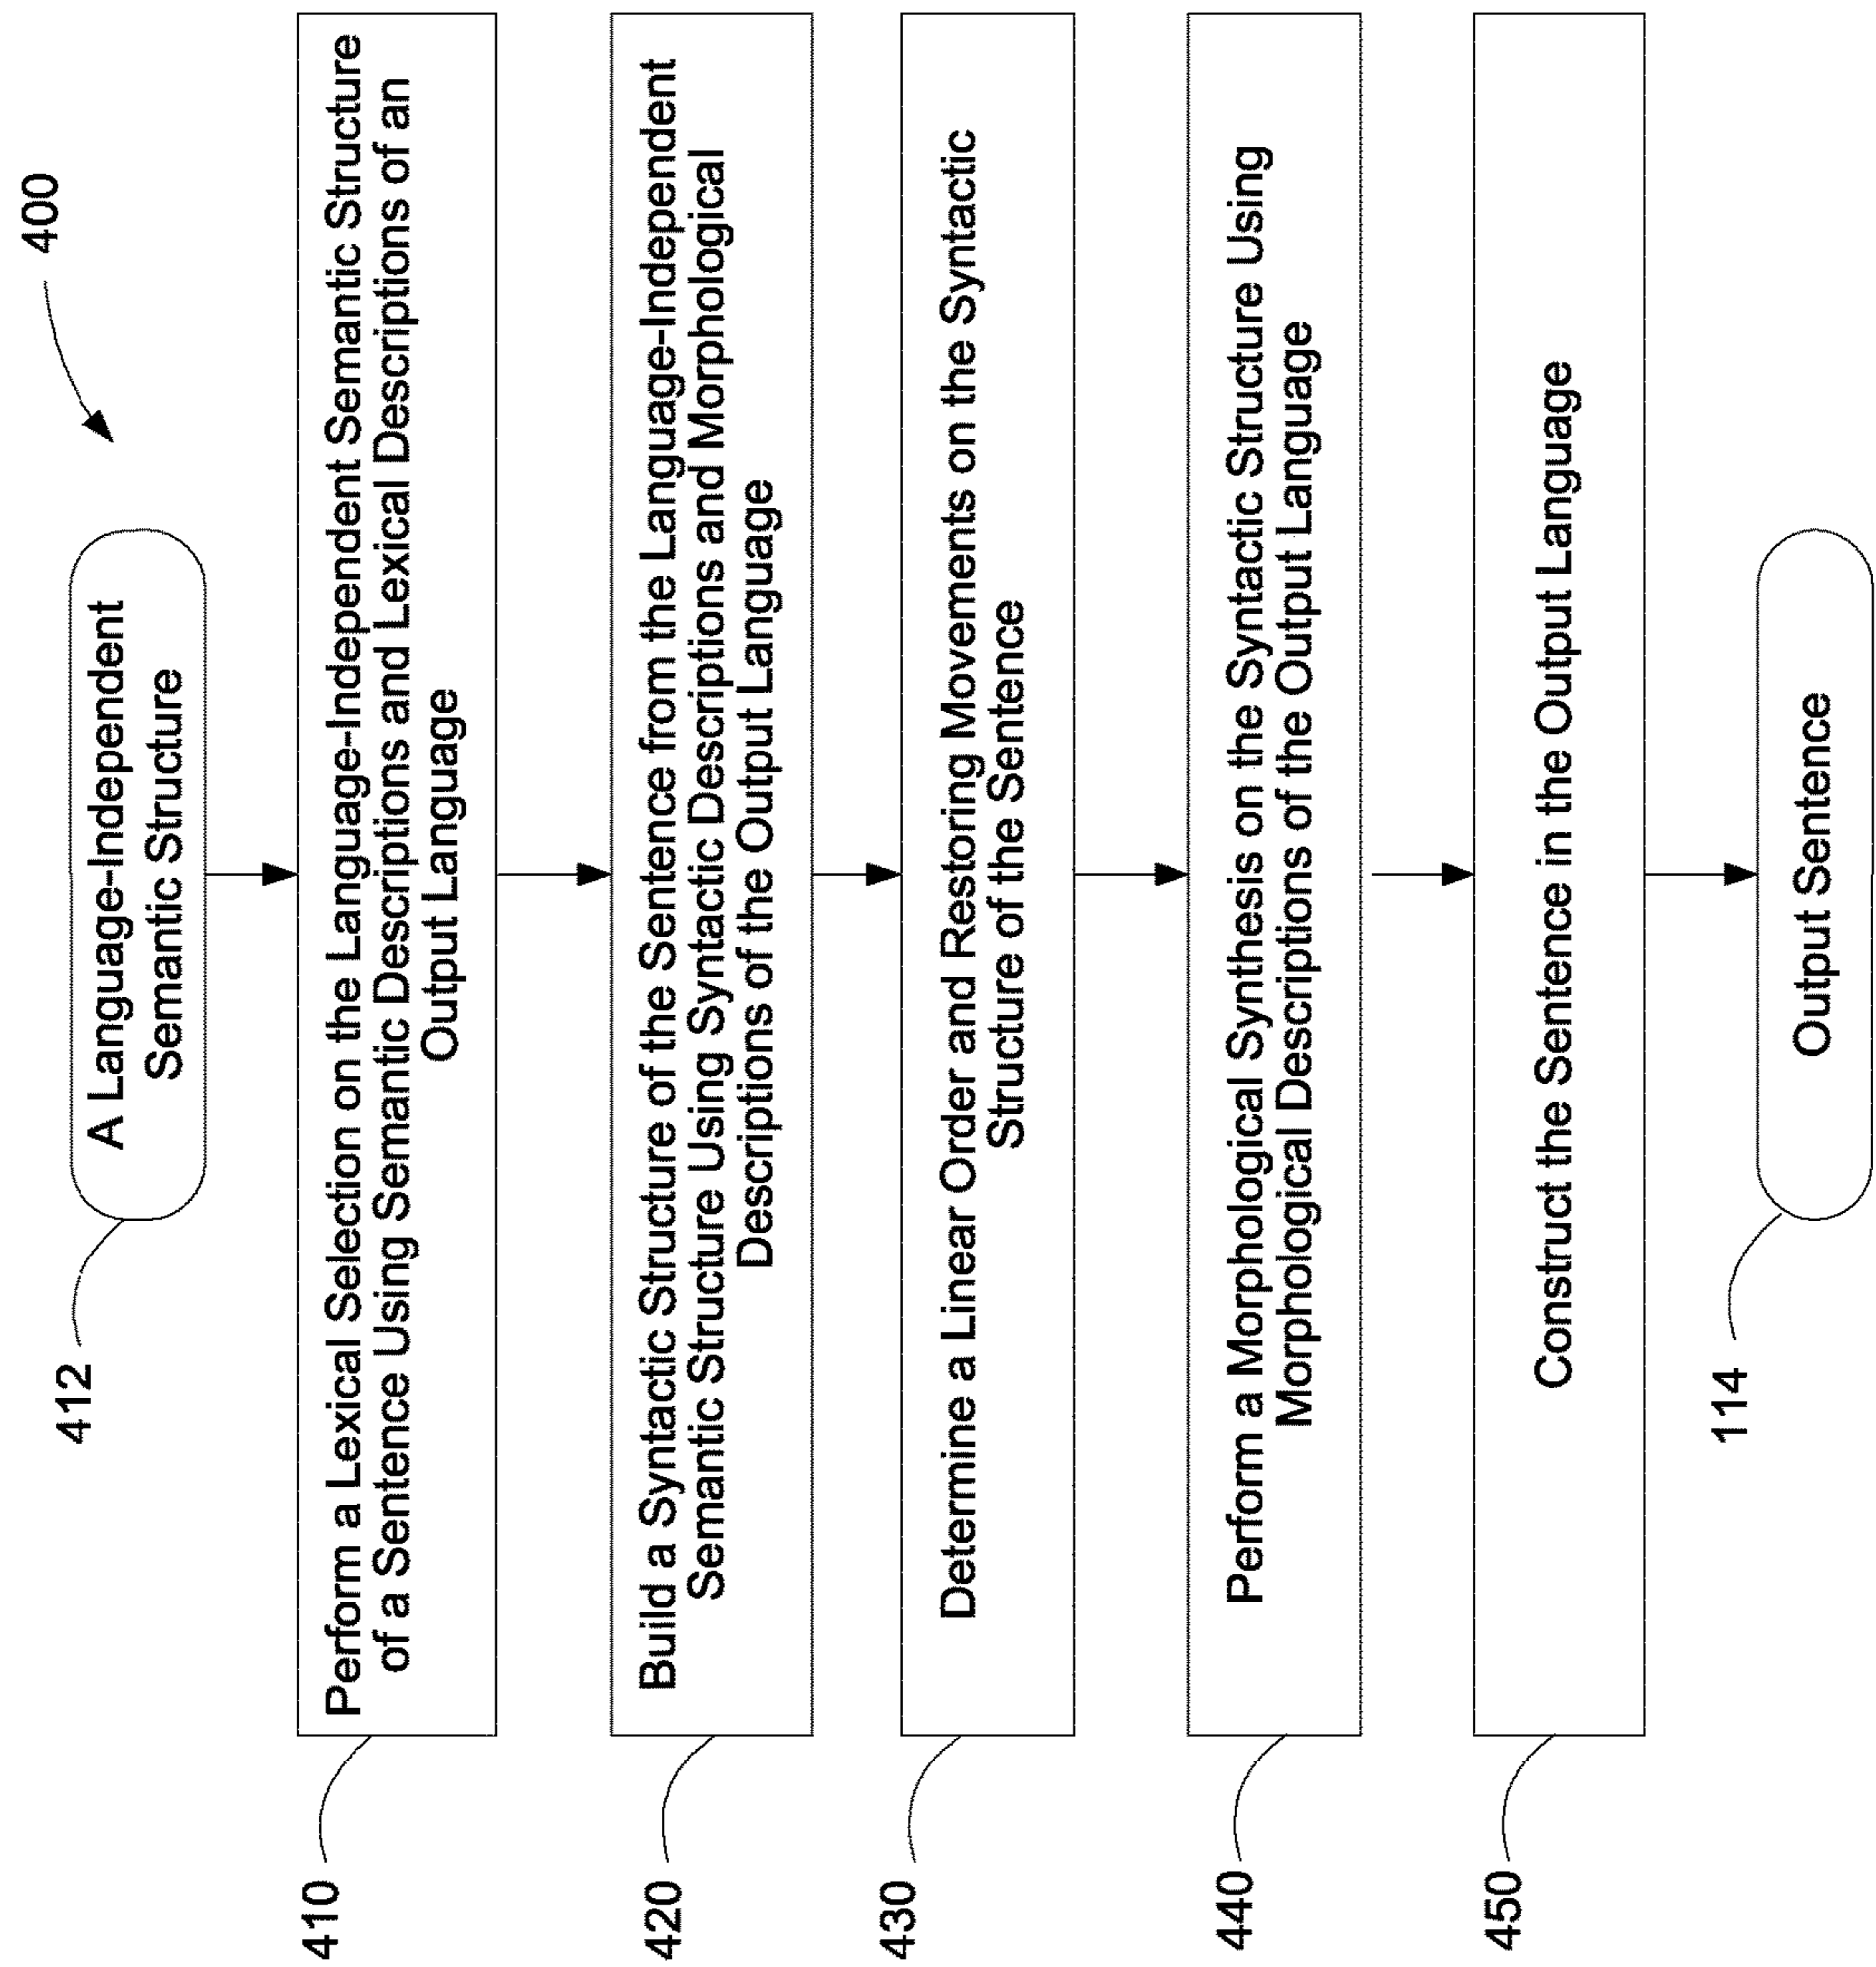 400
412
A Language-Independent
Semantic Structure
410
Perform a Lexical Selection on the Language-Independent Semantic Structure
of a Sentence Using Semantic Descriptions and Lexical Descriptions of an
Output Language
420
Build a Syntactic Structure of the Sentence from the Language-Independent
Semantic Structure Using Syntactic Descriptions and Morphological
Descriptions of the Output Language
430
Determine a Linear Order and Restoring Movements on the Syntactic
Structure of the Sentence
440
Perform a Morphological Synthesis on the Syntactic Structure Using
Morphological Descriptions of the Output Language
450
Construct the Sentence in the Output Language
114
Output Sentence